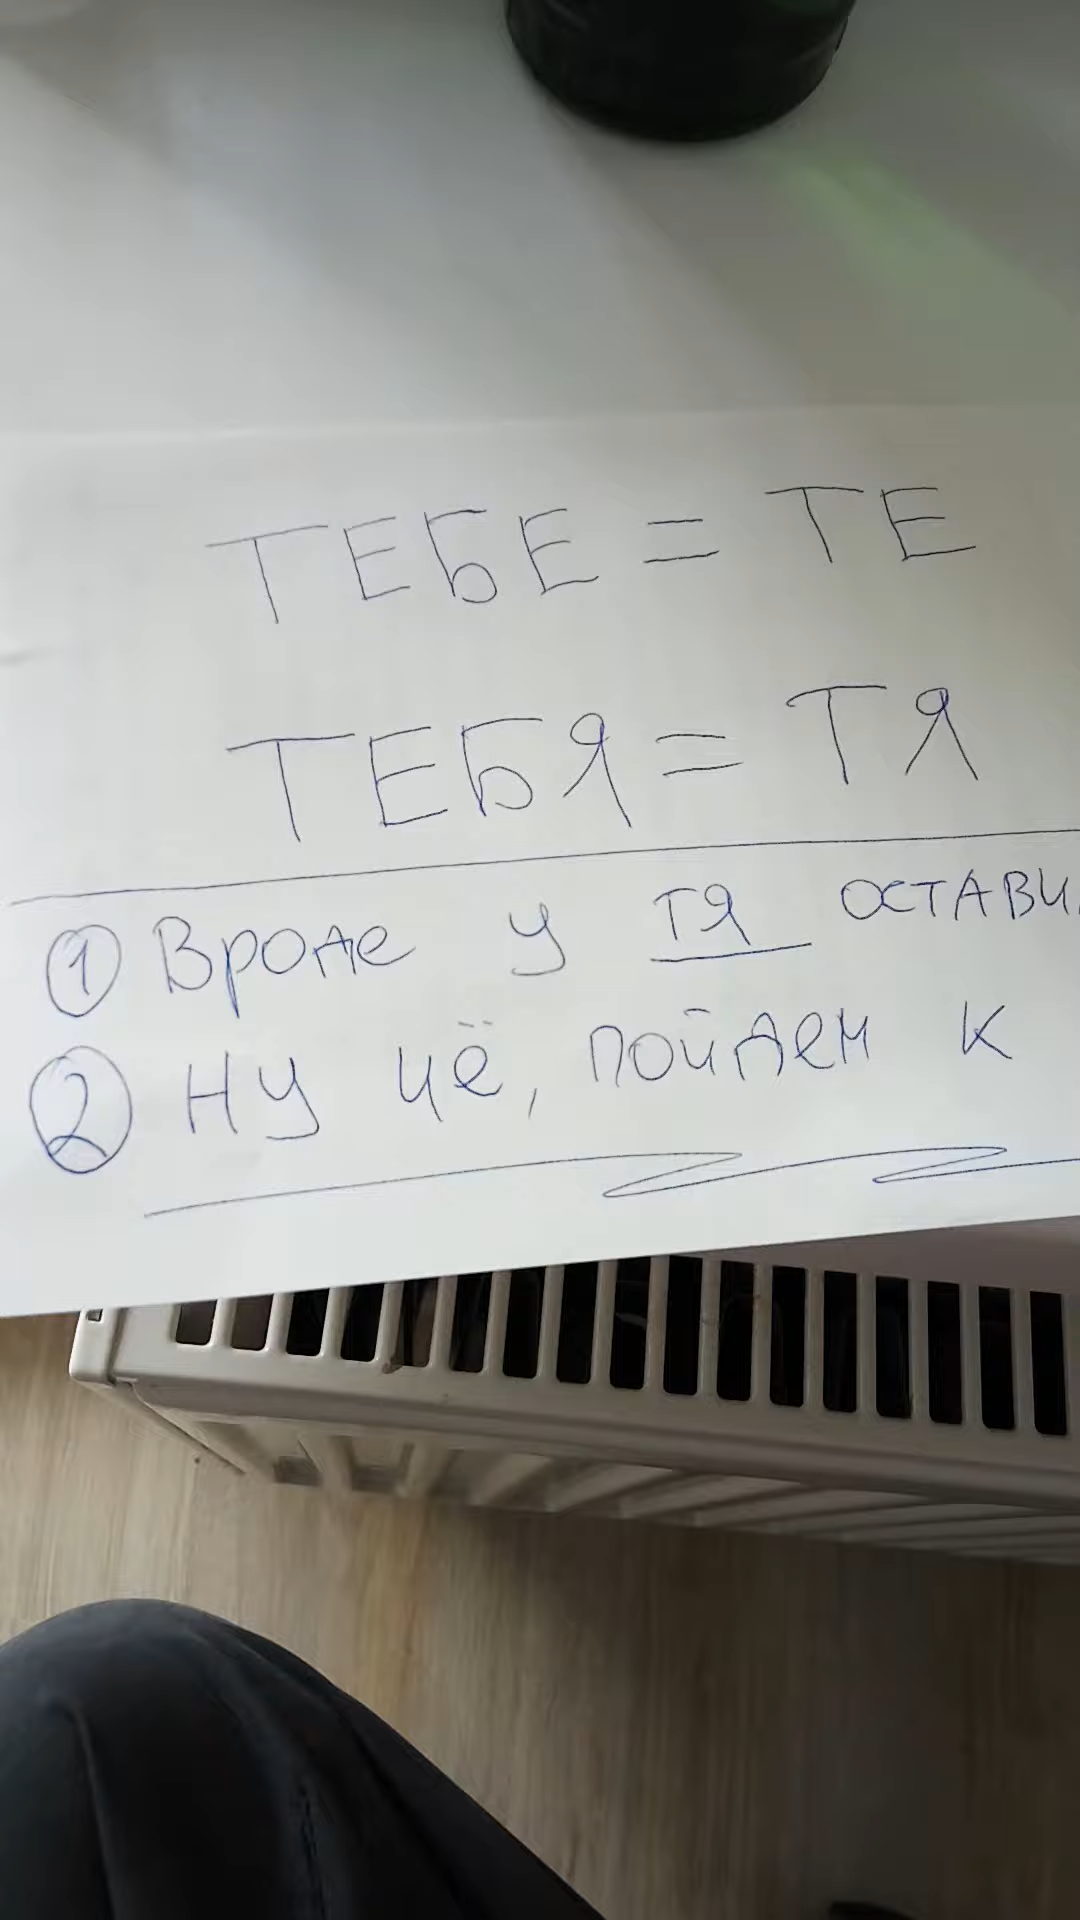 ТЕБЕ = ТЕ
ТЕБЯ = ТЯ
① Вроде у тя остави
② Ну чё, пойдем к